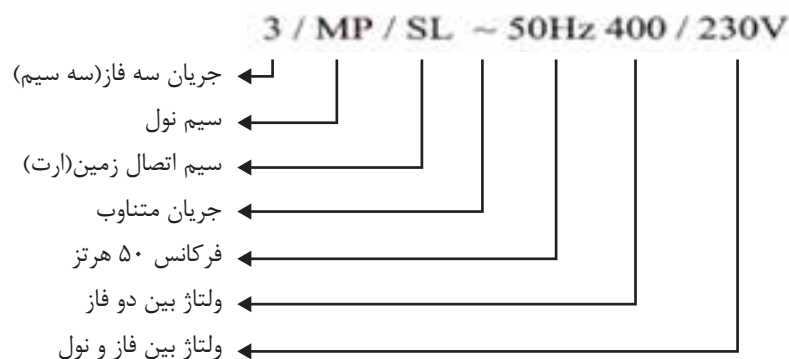 3 / MP / SL ~ 50Hz 400 / 230V
جریان سه فاز(سه سیم)
سیم نول
سیم اتصال زمین(ارت)
جریان متناوب
فرکانس ۵۰ هرتز
ولتاژ بین دو فاز
ولتاژ بین فاز و نول